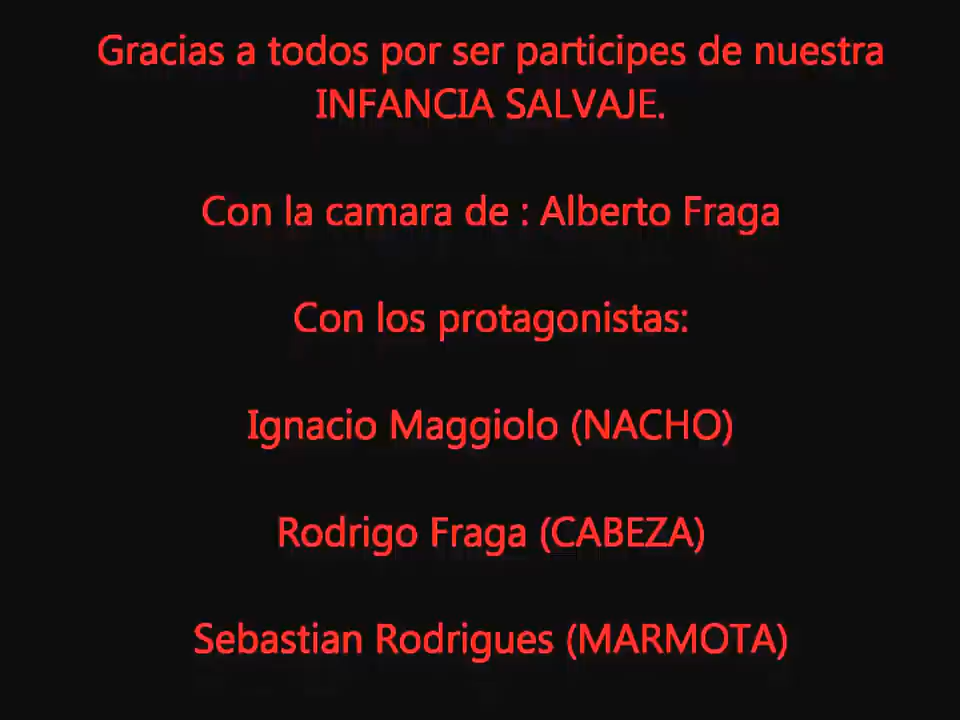 Gracias a todos por ser participes de nuestra
INFANCIA SALVAJE.
Con la camara de : Alberto Fraga
Con los protagonistas:
Ignacio Maggiolo (NACHO)
Rodrigo Fraga (CABEZA)
Sebastian Rodrigues (MARMOTA)